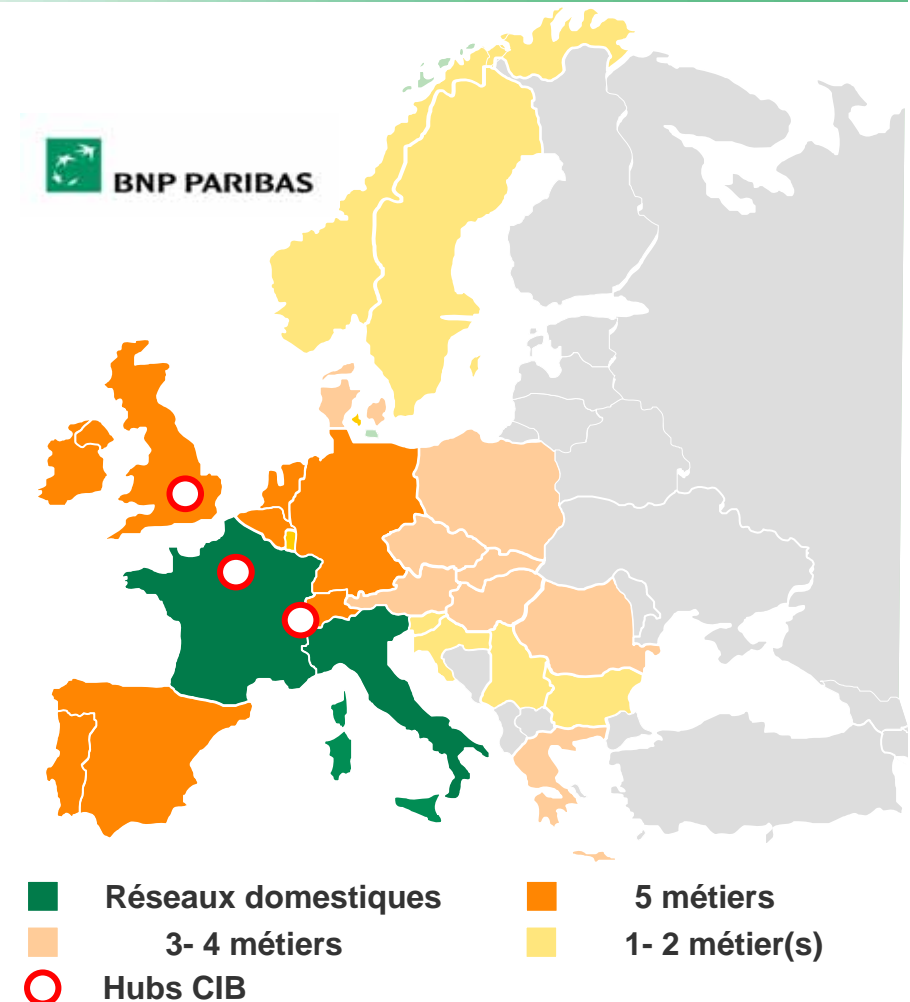 BNP PARIBAS
Réseaux domestiques
5 métiers
3- 4 métiers
1- 2 métier(s)
Hubs CIB